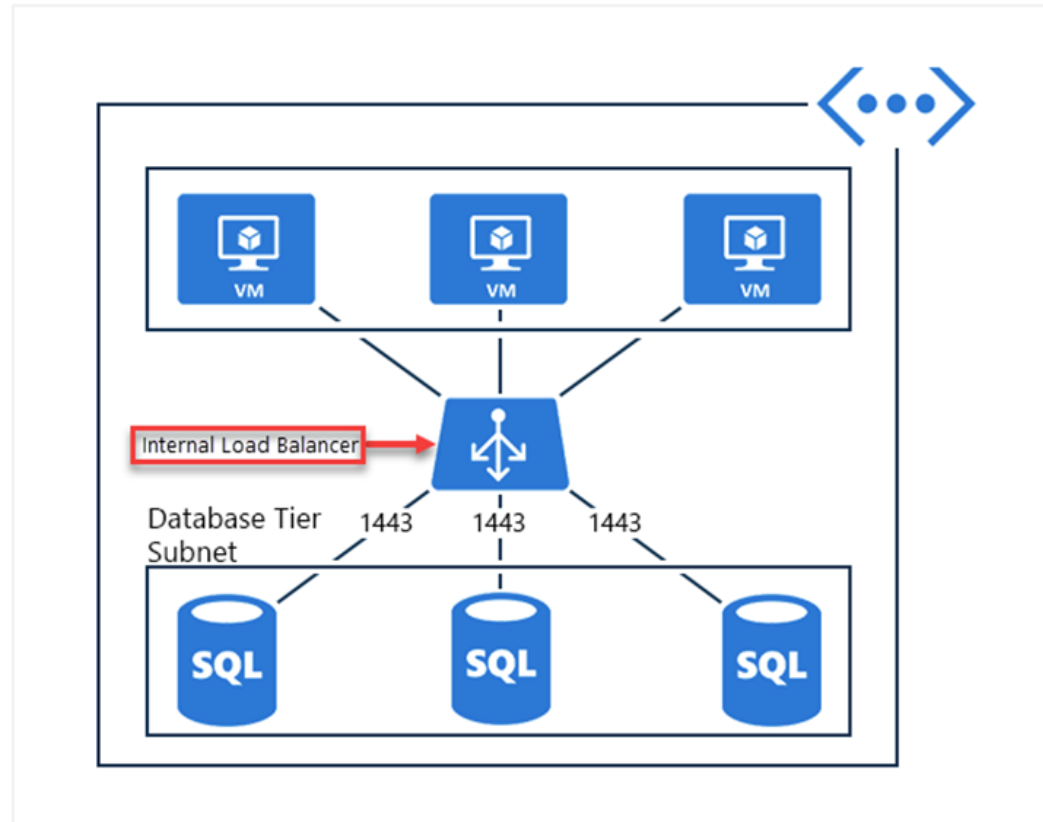 VM
VM
VM
Internal Load Balancer
Database Tier
Subnet
1443
1443
1443
SQL
SQL
SQL